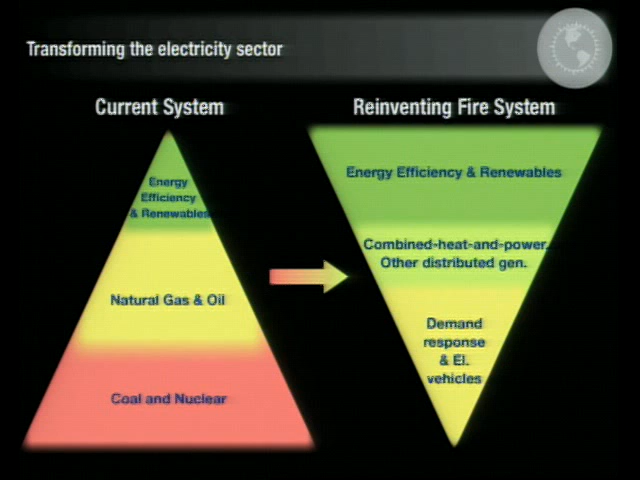 Transforming the electricity sector
Current System
Reinventing Fire System
Energy
Efficiency
& Renewables
Natural Gas & Oil
Coal and Nuclear
Energy Efficiency & Renewables
Combined-heat-and-power.
Other distributed gen.
Demand
response
& El.
vehicles